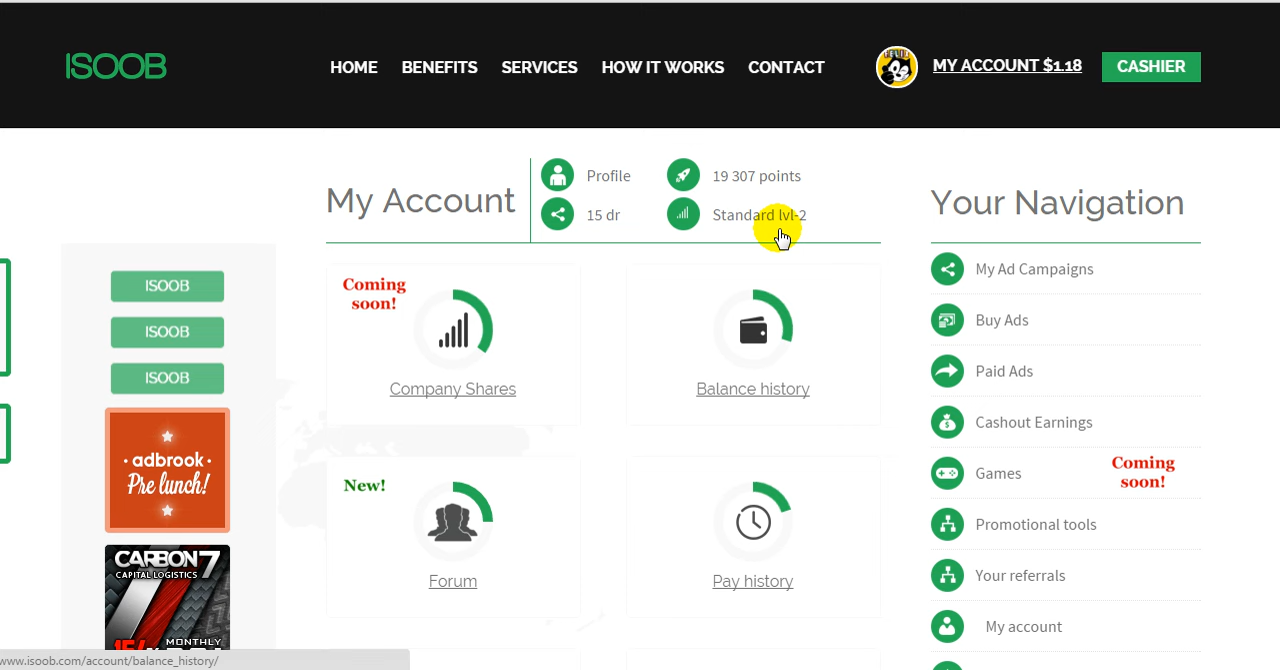 ISOOB
HOME
BENEFITS
SERVICES
HOW IT WORKS
CONTACT
FELIX
MY ACCOUNT $1.18
CASHIER
My Account
Profile
19 307 points
15 dr
Standard lvl-2
Your Navigation
ISOOB
ISOOB
ISOOB
· adbrook ·
Pre lunch!
CARBON7
CAPITAL LOGISTICS
MONTHLY
Coming
soon!
Company Shares
Balance history
New!
Forum
Pay history
My Ad Campaigns
Buy Ads
Paid Ads
Cashout Earnings
Games
Coming
soon!
Promotional tools
Your referrals
My account
www.isoob.com/account/balance_history/